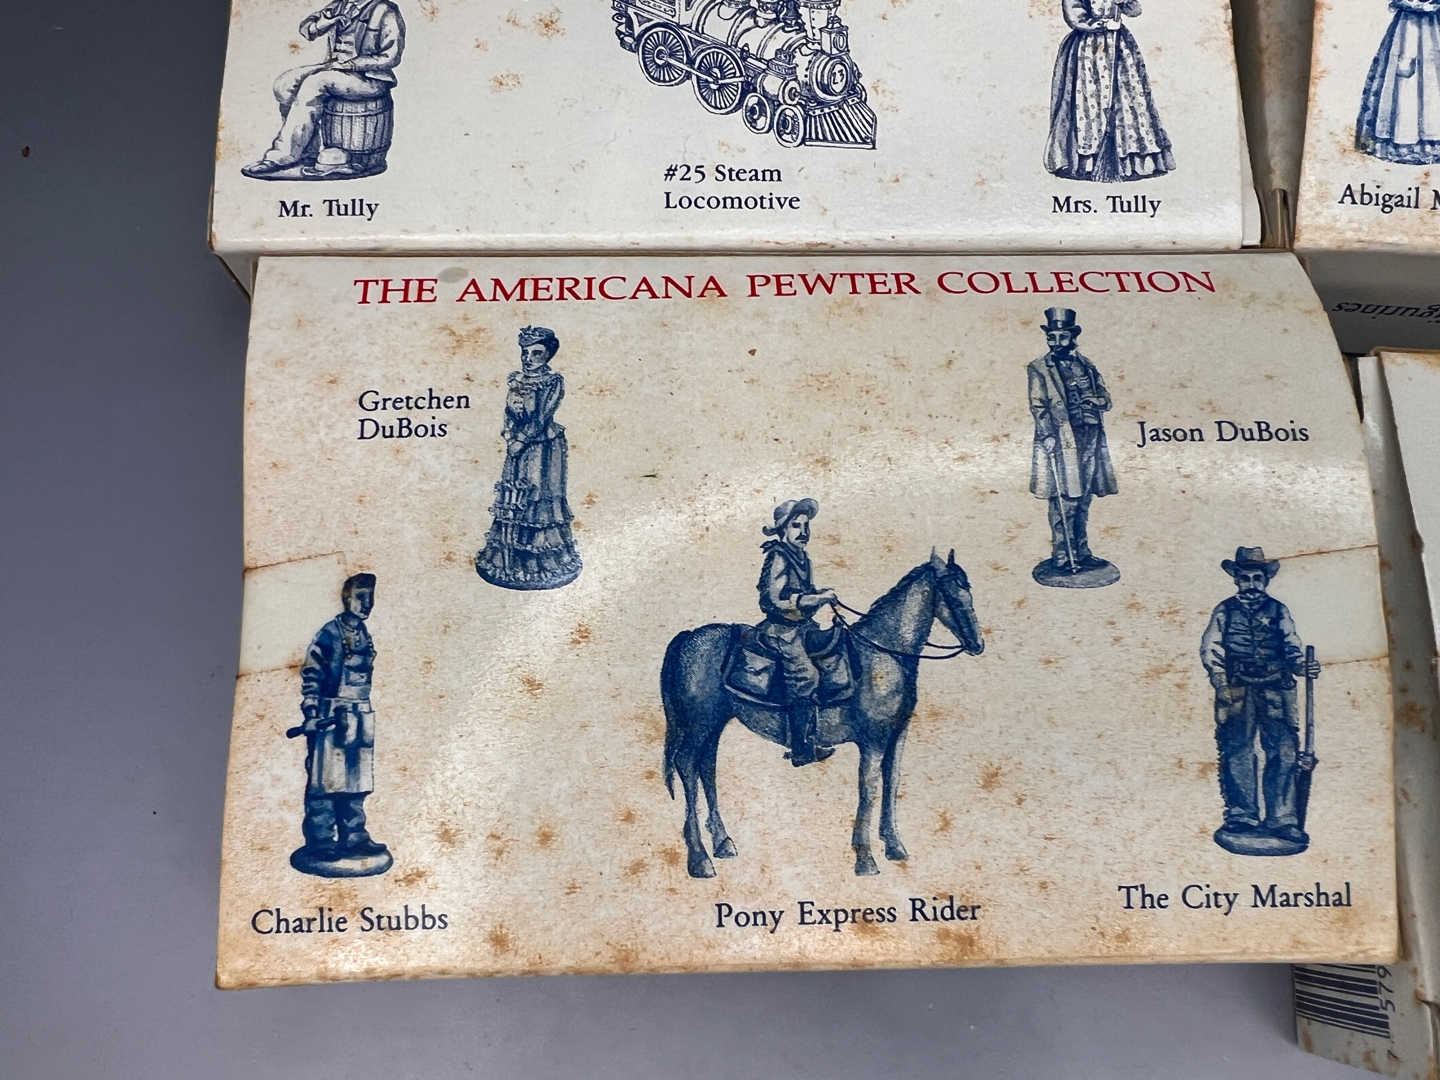 Mr. Tully
#25 Steam
Locomotive
Mrs. Tully
Abigail
THE AMERICANA PEWTER COLLECTION
Gretchen
DuBois
Jason DuBois
Charlie Stubbs
Pony Express Rider
The City Marshal